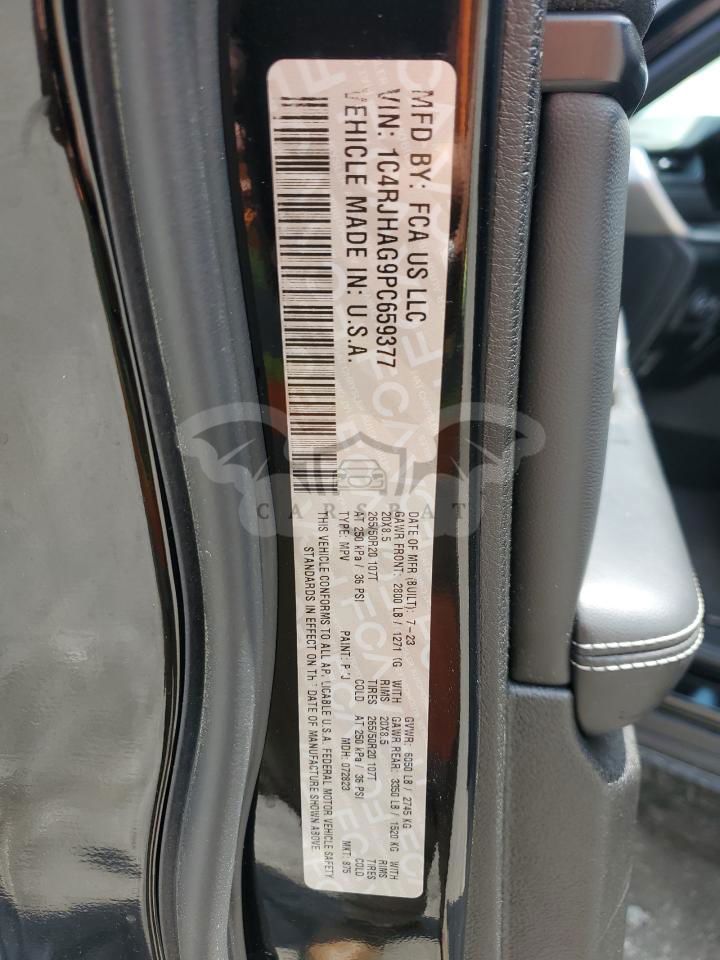 MFD BY: FCA US LLC
VIN: 1C4RJHAG9PC659377
VEHICLE MADE IN: U.S.A.
DATE OF MFR (BUILT): 7-23 GVWR: 6050 LB / 2745 KG
GAWR FRONT: 2800 LB / 1271 KG WITH GAWR REAR: 3350 LB / 1520 KG WITH
20X8.5 RIMS 20X8.5 RIMS
265/50R20 107T TIRES 265/50R20 107T TIRES
AT 250 kPa / 36 PSI COLD AT 250 kPa / 36 PSI COLD
TYPE: MPV PAINT: MDH: 072823 MKT: 875
THIS VEHICLE CONFORMS TO ALL APPLICABLE U.S.A. FEDERAL MOTOR VEHICLE SAFETY
STANDARDS IN EFFECT ON THE DATE OF MANUFACTURE SHOWN ABOVE